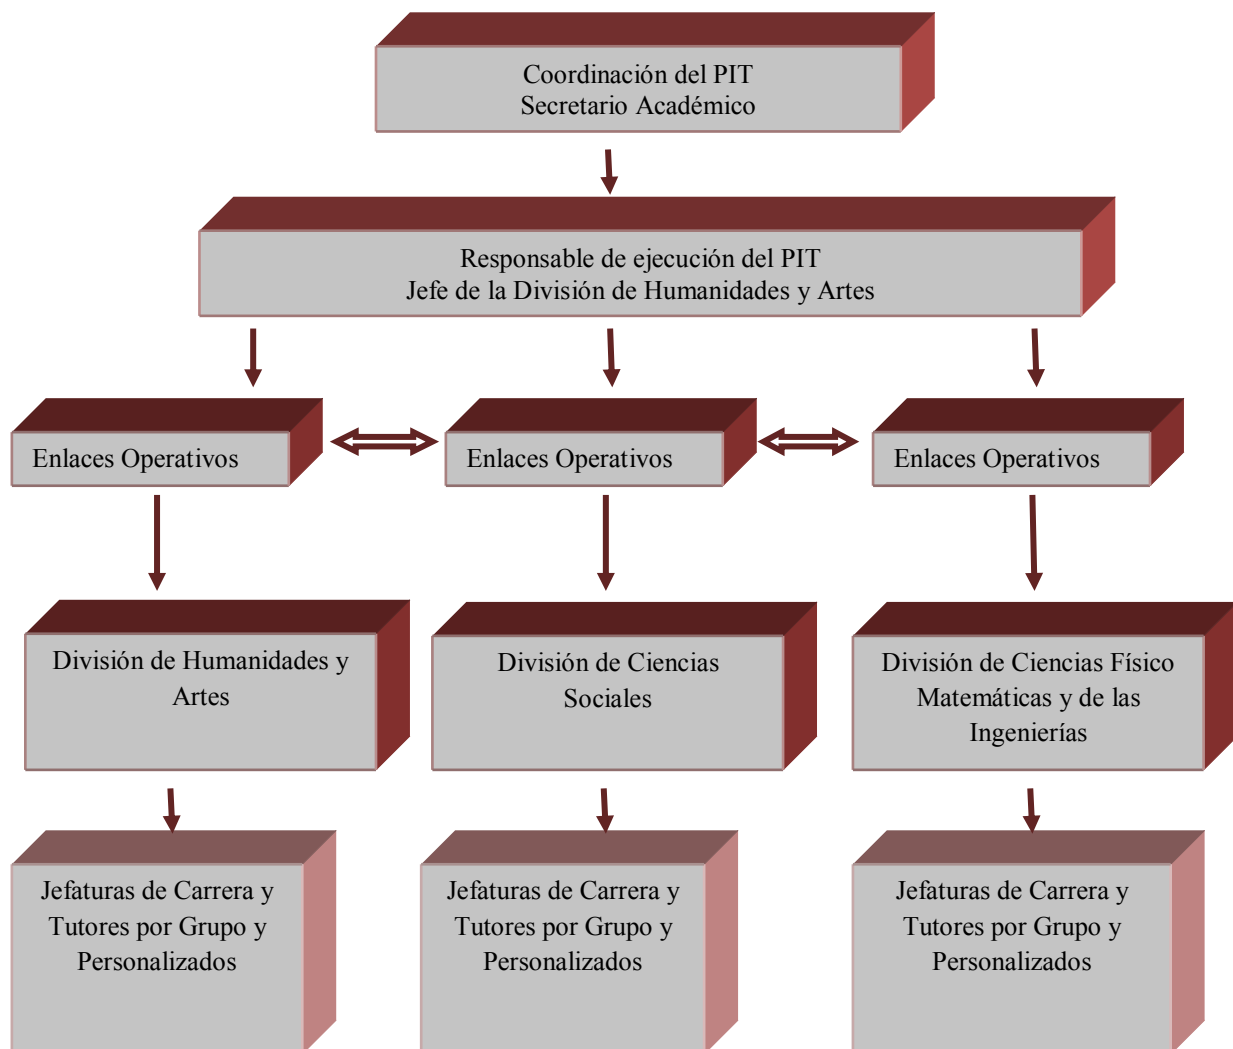 Coordinación del PIT
Secretario Académico
Responsable de ejecución del PIT
Jefe de la División de Humanidades y Artes
Enlaces Operativos
Enlaces Operativos
Enlaces Operativos
División de Humanidades y
Artes
División de Ciencias
Sociales
División de Ciencias Físico
Matemáticas y de las
Ingenierías
Jefaturas de Carrera y
Tutores por Grupo y
Personalizados
Jefaturas de Carrera y
Tutores por Grupo y
Personalizados
Jefaturas de Carrera y
Tutores por Grupo y
Personalizados